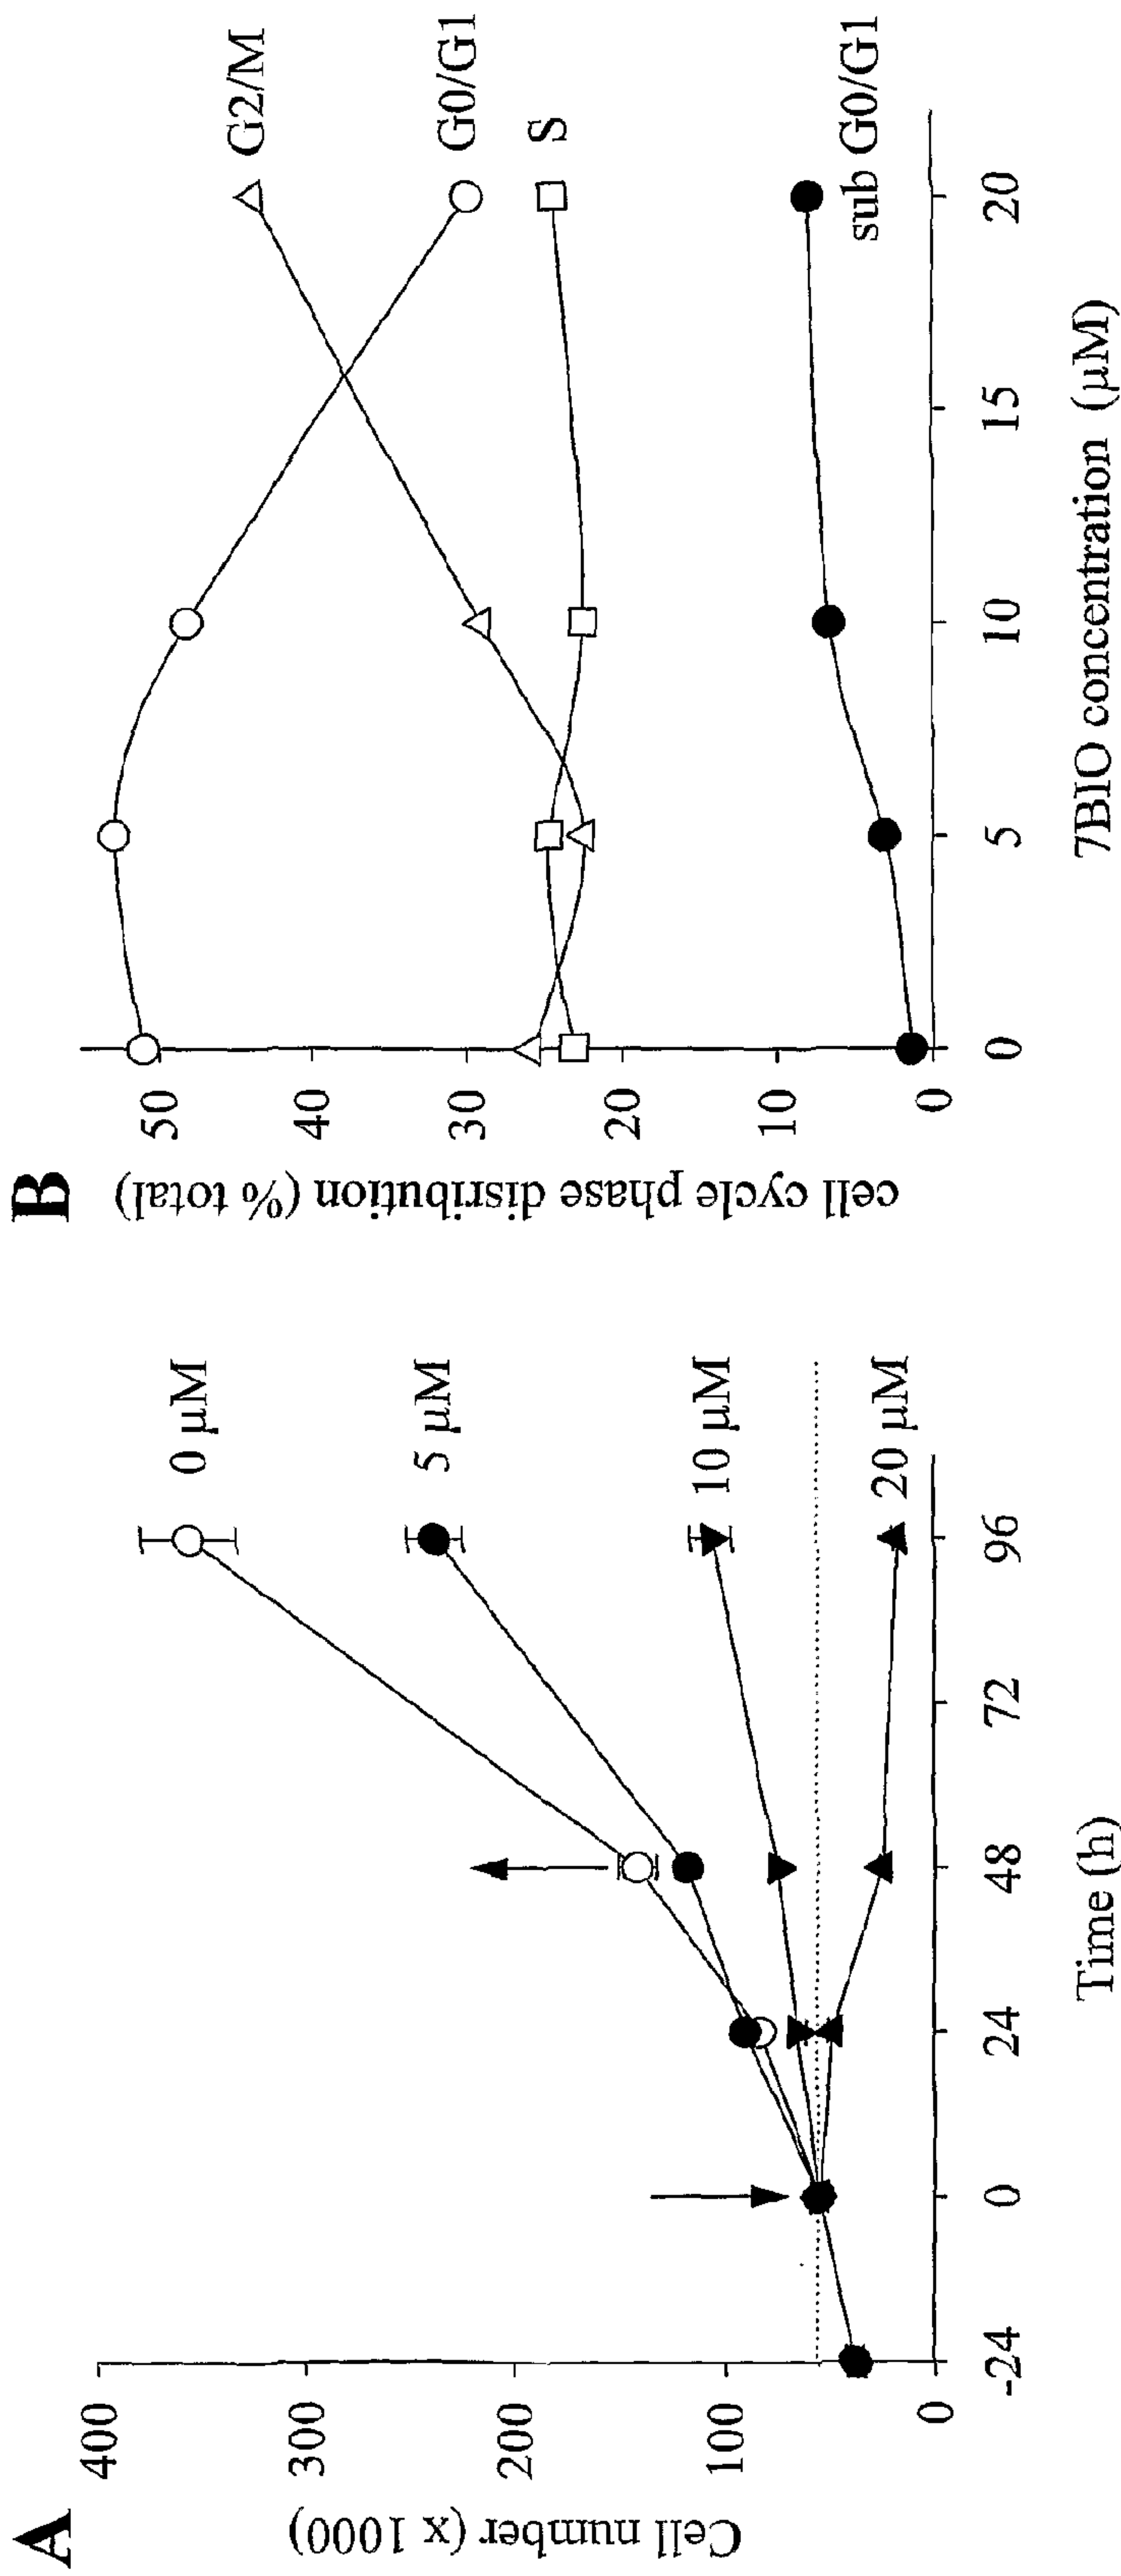 A
Cell number (x 1000)
400
300
200
100
0
-24
0
24
48
72
96
Time (h)
0 μM
5 μM
10 μM
20 μM
B
cell cycle phase disribution (% total)
50
40
30
20
10
0
0
5
10
15
20
7BIO concentration (μM)
G2/M
G0/G1
S
sub G0/G1